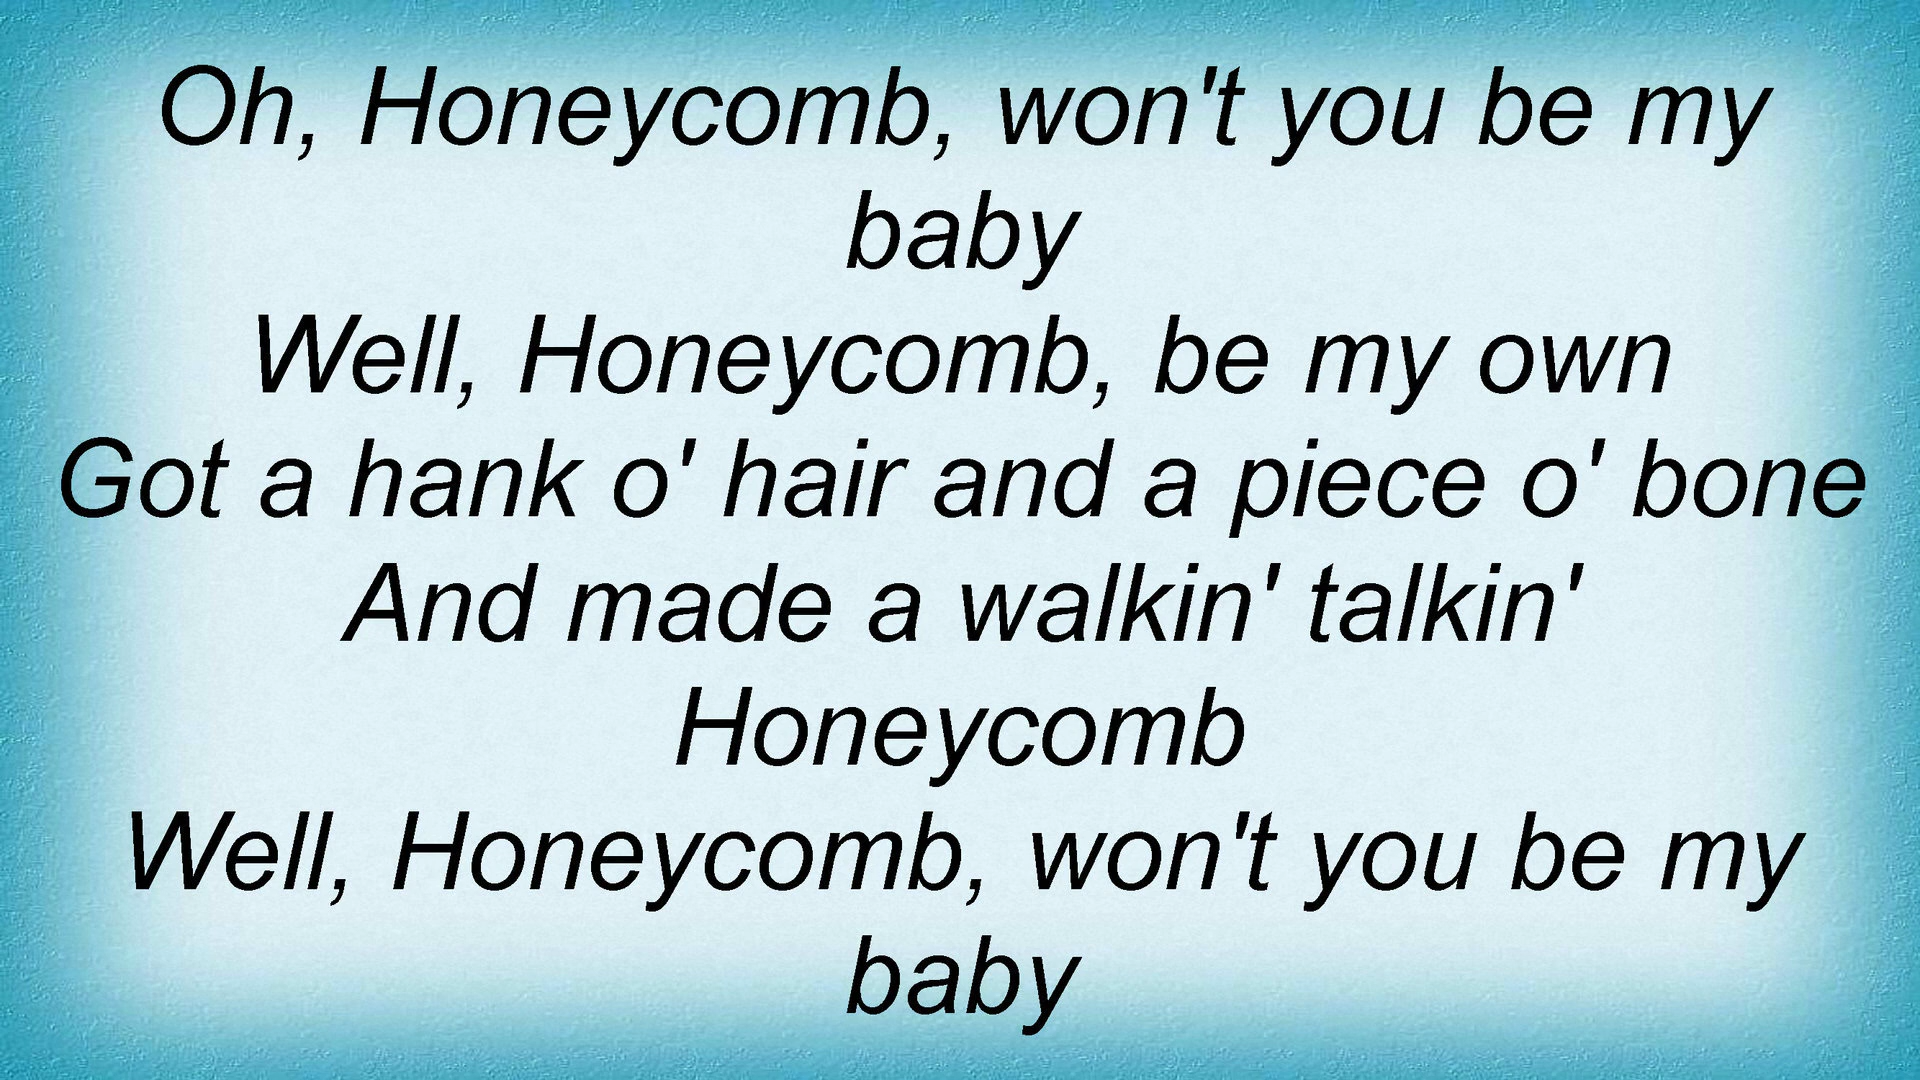 Oh, Honeycomb, won't you be my
baby
Well, Honeycomb, be my own
Got a hank o' hair and a piece o' bone
And made a walkin' talkin'
Honeycomb
Well, Honeycomb, won't you be my
baby